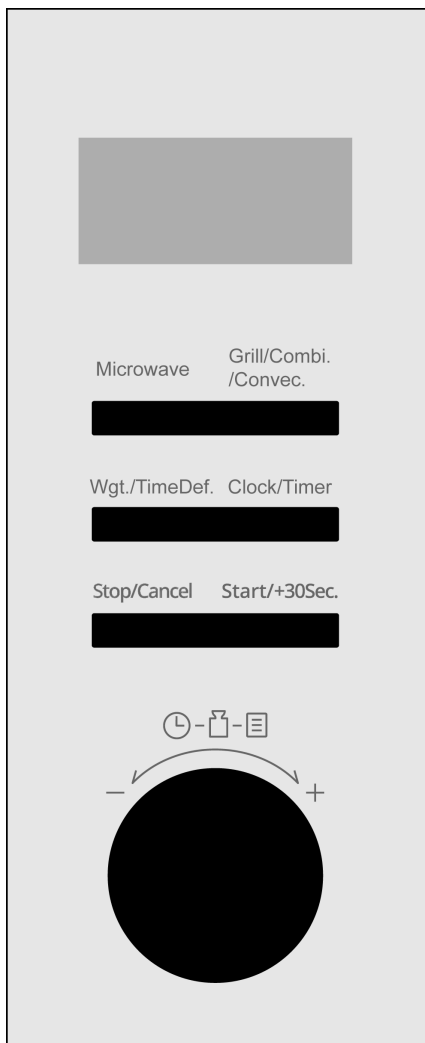 Microwave
Grill/Combi.
/Convec.
Wgt./TimeDef. Clock/Timer
Stop/Cancel Start/+30Sec.
- +